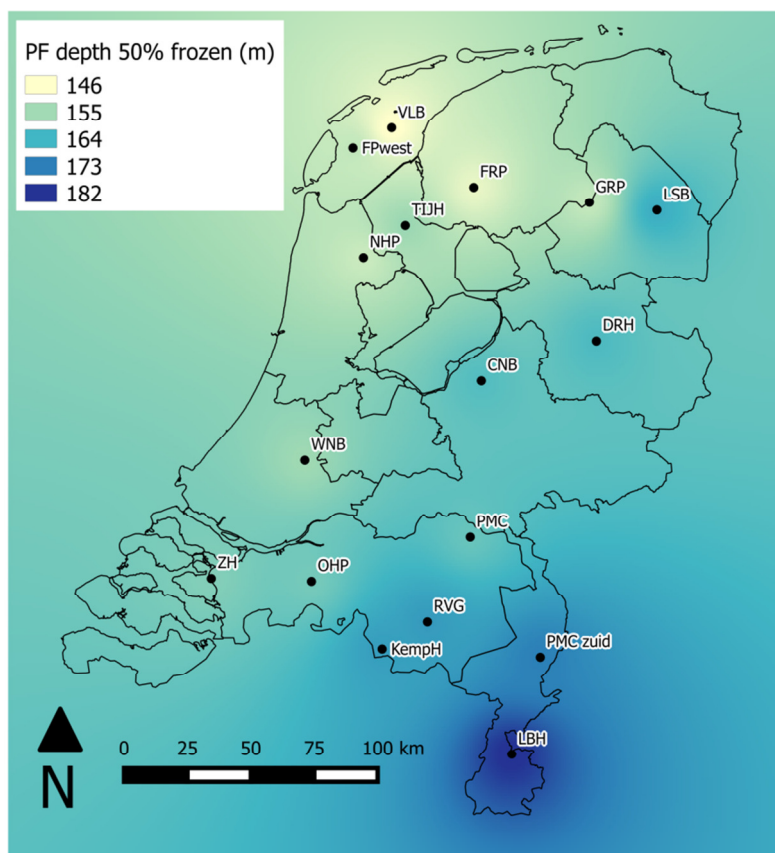 PF depth 50% frozen (m)
146
155
164
173
182
VLB
FPwest
FRP
GRP
LSB
TIJH
NHP
DRH
CNB
WNB
PMC
ZH
OHP
RVG
KempH
PMC zuid
LBH
0 25 50 75 100 km
N